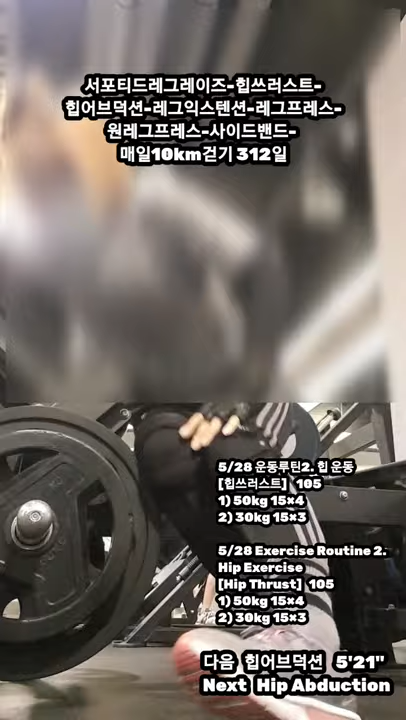 서포티드레그레이즈-힙쓰러스트-
힙어브덕션-레그익스텐션-레그프레스-
원레그프레스-사이드밴드-
매일10km걷기 312일
5/28 운동루틴2. 힙 운동
[힙쓰러스트] 105
1) 50kg 15×4
2) 30kg 15×3
5/28 Exercise Routine 2.
Hip Exercise
[Hip Thrust] 105
1) 50kg 15×4
2) 30kg 15×3
다음 힙어브덕션 5'21"
Next Hip Abduction